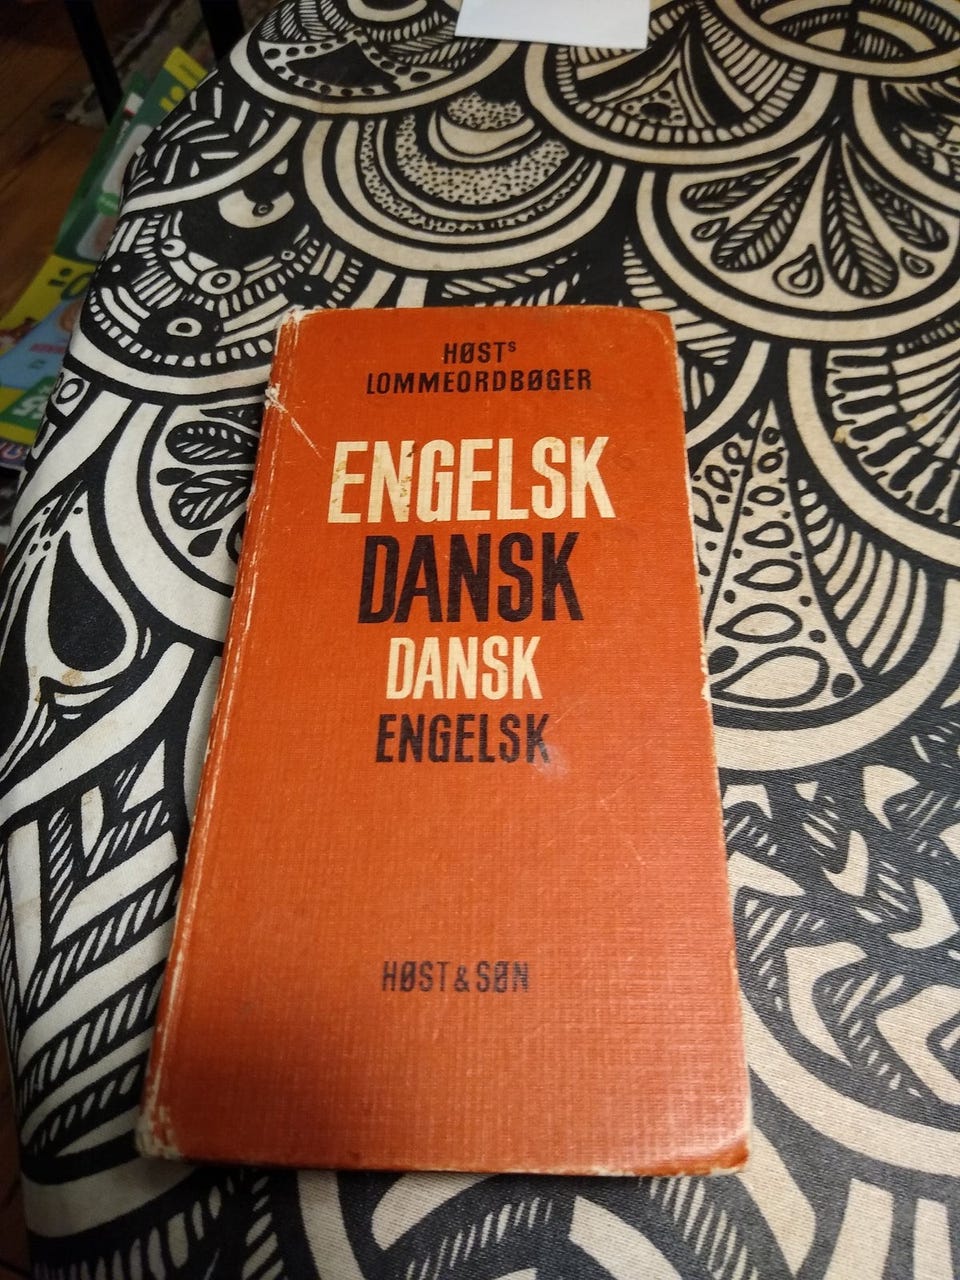 HØSTs
LOMMEORDBØGER
ENGELSK
DANSK
DANSK
ENGELSK
HØST & SØN